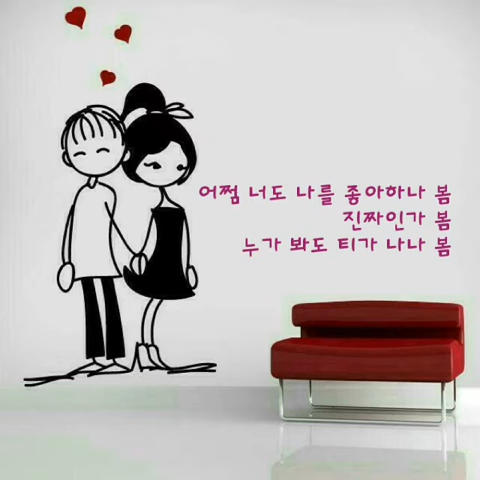 어쩜 너도 나를 좋아하나 봄
진짜인가 봄
누가 봐도 티가 나나 봄